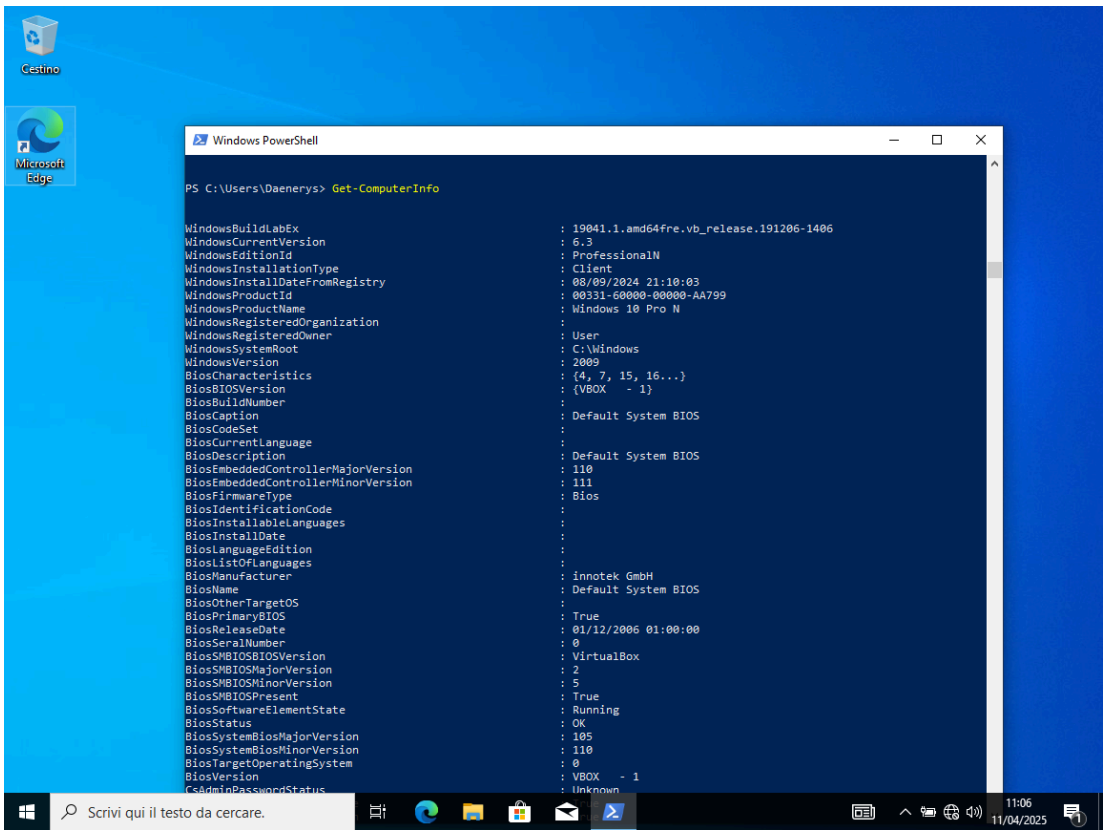 Cestino
Microsoft
Edge
Windows PowerShell
PS C:\Users\Daenerys> Get-ComputerInfo
WindowsBuildLabEx : 19041.1.amd64fre.vb_release.191206-1406
WindowsCurrentVersion : 6.3
WindowsEditionId : ProfessionalN
WindowsInstallationType : Client
WindowsInstallDateFromRegistry : 08/09/2024 21:10:03
WindowsProductId : 00331-60000-00000-AA799
WindowsProductName : Windows 10 Pro N
WindowsRegisteredOrganization :
WindowsRegisteredOwner : User
WindowsSystemRoot : C:\Windows
WindowsVersion : 2009
BiosCharacteristics : {4, 7, 15, 16...}
BiosBIOSVersion : {VBOX   - 1}
BiosBuildNumber :
BiosCaption : Default System BIOS
BiosCodeSet :
BiosCurrentLanguage :
BiosDescription : Default System BIOS
BiosEmbeddedControllerMajorVersion : 110
BiosEmbeddedControllerMinorVersion : 111
BiosFirmwareType : Bios
BiosIdentificationCode :
BiosInstallableLanguages :
BiosInstallDate :
BiosLanguageEdition :
BiosListOfLanguages :
BiosManufacturer : innotek GmbH
BiosName : Default System BIOS
BiosOtherTargetOS :
BiosPrimaryBIOS : True
BiosReleaseDate : 01/12/2006 01:00:00
BiosSeralNumber : 0
BiosSMBIOSBIOSVersion : VirtualBox
BiosSMBIOSMajorVersion : 2
BiosSMBIOSMinorVersion : 5
BiosSMBIOSPresent : True
BiosSoftwareElementState : Running
BiosStatus : OK
BiosSystemBiosMajorVersion : 105
BiosSystemBiosMinorVersion : 110
BiosTargetOperatingSystem : 0
BiosVersion : VBOX   - 1
CsAdminPasswordStatus : Unknown
Scrivi qui il testo da cercare.
11:06
11/04/2025
1